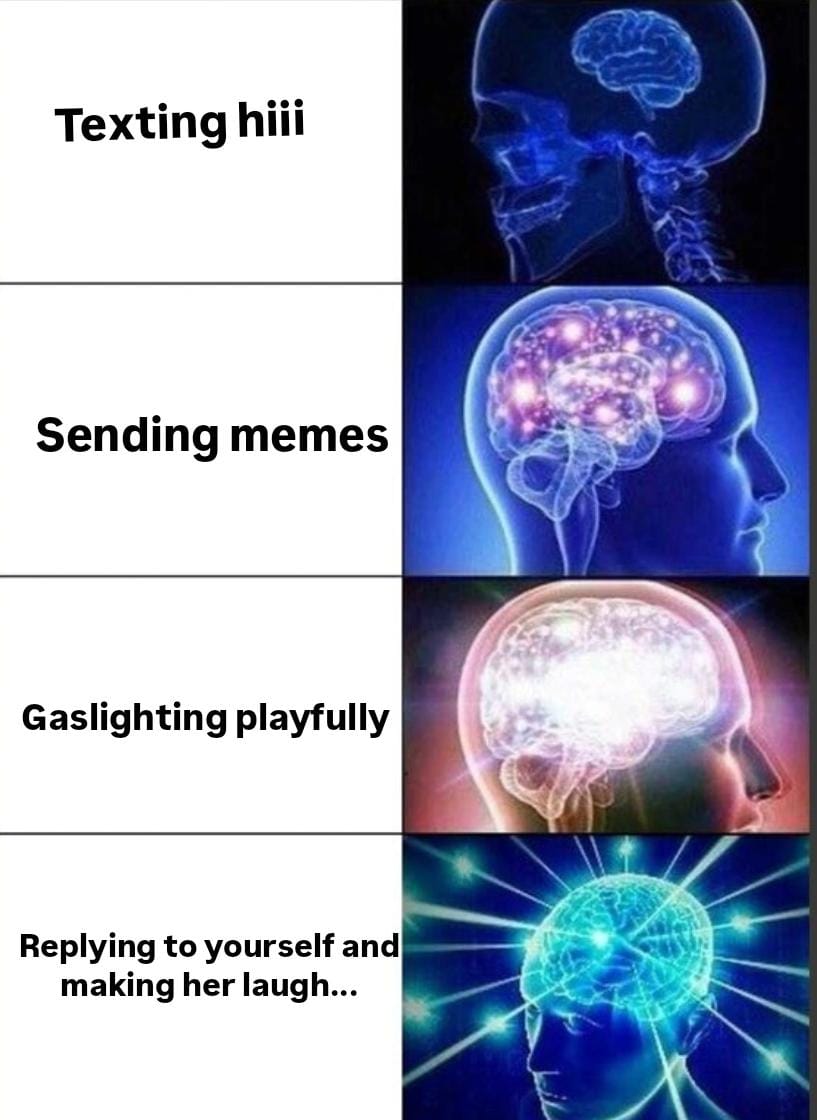 Texting hiii
Sending memes
Gaslighting playfully
Replying to yourself and
making her laugh...